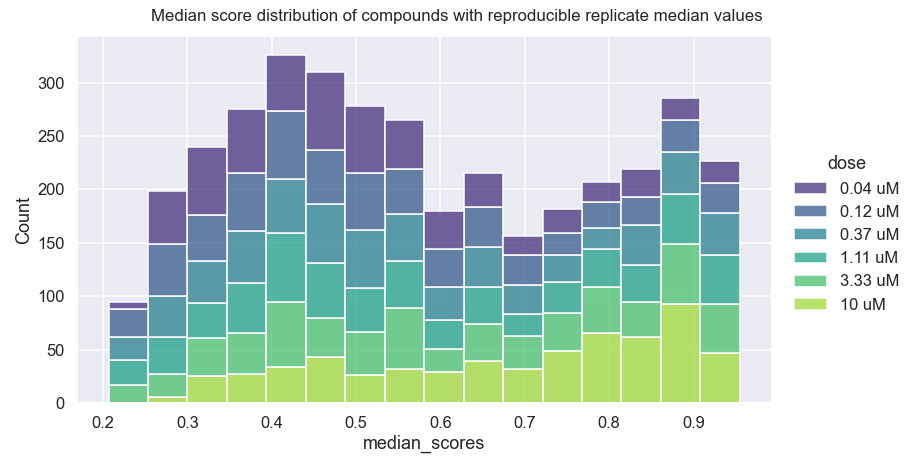 Median score distribution of compounds with reproducible replicate median values
300
250
200
150
100
50
0
Count
0.2 0.3 0.4 0.5 0.6 0.7 0.8 0.9
median_scores
dose
0.04 uM
0.12 uM
0.37 uM
1.11 uM
3.33 uM
10 uM